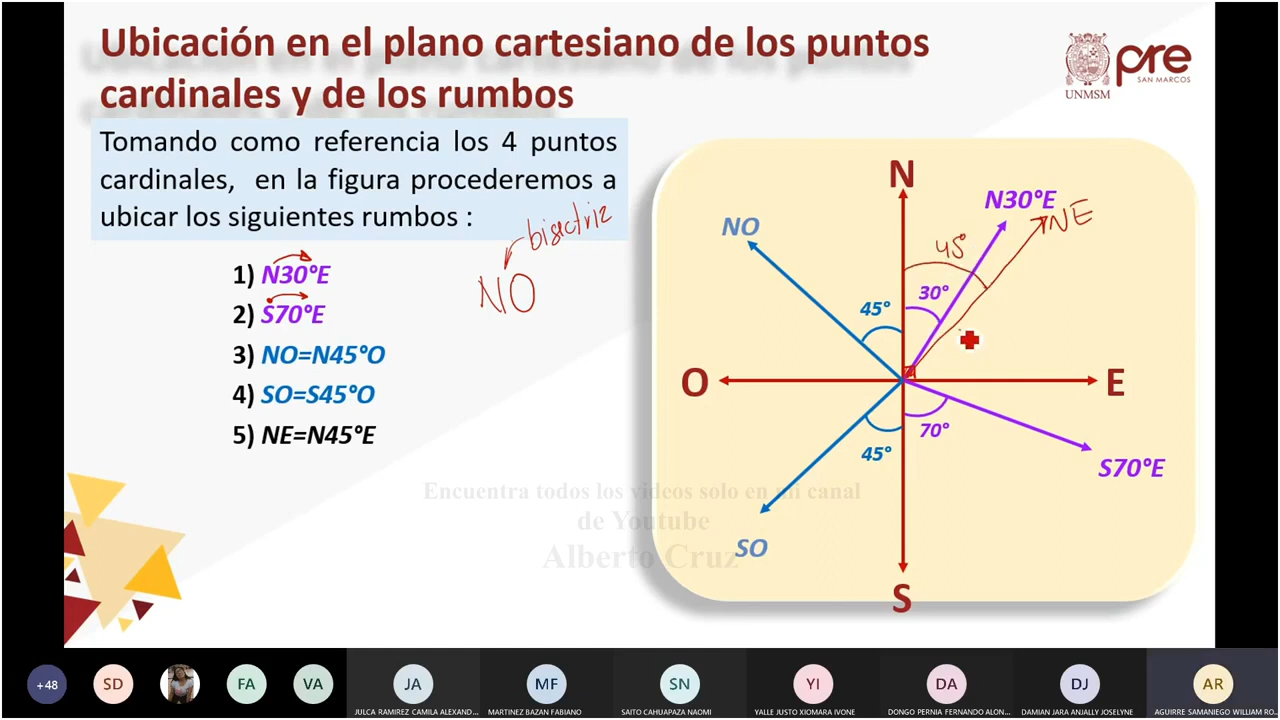 Ubicación en el plano cartesiano de los puntos
cardinales y de los rumbos
UNMSM
pre
SAN MARCOS
Tomando como referencia los 4 puntos
cardinales, en la figura procederemos a
ubicar los siguientes rumbos :
bisectriz
NO
1) N30°E
2) S70°E
3) NO=N45°O
4) SO=S45°O
5) NE=N45°E
N
N30°E
NE
NO
45°
30°
45°
O
E
70°
45°
S70°E
SO
S
Encuentra todos los videos solo en mi canal
de Youtube
Alberto Cruz
+48
SD
FA
VA
JA
JULCA RAMIREZ CAMILA ALEXAND...
MF
MARTINEZ BAZAN FABIANO
SN
SAITO CAHUAPAZA NAOMI
YI
YALLE JUSTO XIOMARA IVONE
DA
DONGO PERNIA FERNANDO ALON...
DJ
DAMIAN JARA ANJALLY JOSELYNE
AR
AGUIRRE SAMANIEGO WILLIAM RO...